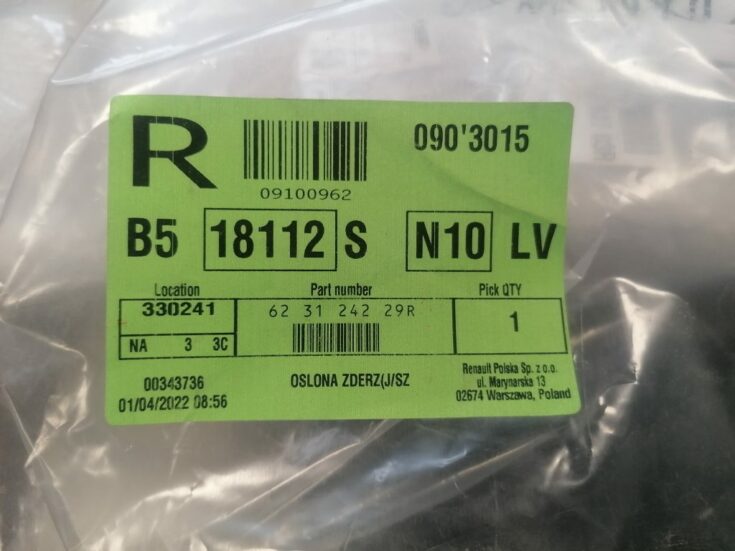 R 090'3015
09100962
B5 18112 S N10 LV
Location Part number Pick QTY
330241 62 31 242 29R 1
NA 3 3C
00343736 OSLONA ZDERZ(J/SZ Renault Polska Sp. z o.o.
ul. Marynarska 13
01/04/2022 08:56 02674 Warszawa, Poland